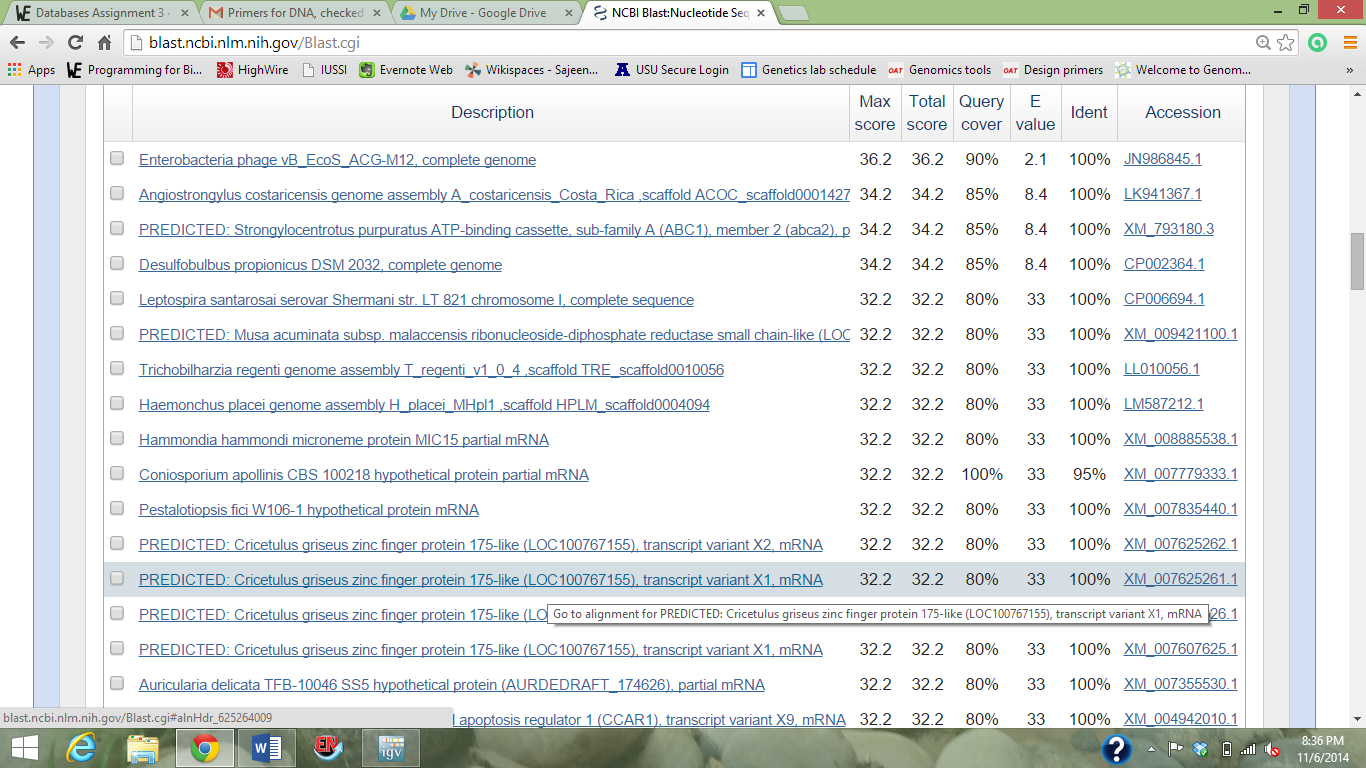 Databases Assignment 3 -
Primers for DNA, checked
My Drive - Google Drive
NCBI Blast:Nucleotide Seq
blast.ncbi.nlm.nih.gov/Blast.cgi
Apps Programming for Bi... HighWire IUSSI Evernote Web Wikispaces - Sajeen... USU Secure Login Genetics lab schedule OAT Genomics tools OAT Design primers Welcome to Genom... »
Description Max score Total score Query cover E value Ident Accession
Enterobacteria phage vB_EcoS_ACG-M12, complete genome 36.2 36.2 90% 2.1 100% JN986845.1
Angiostrongylus costaricensis genome assembly A_costaricensis_Costa_Rica ,scaffold ACOC_scaffold0001427 34.2 34.2 85% 8.4 100% LK941367.1
PREDICTED: Strongylocentrotus purpuratus ATP-binding cassette, sub-family A (ABC1), member 2 (abca2), p 34.2 34.2 85% 8.4 100% XM_793180.3
Desulfobulbus propionicus DSM 2032, complete genome 34.2 34.2 85% 8.4 100% CP002364.1
Leptospira santarosai serovar Shermani str. LT 821 chromosome I, complete sequence 32.2 32.2 80% 33 100% CP006694.1
PREDICTED: Musa acuminata subsp. malaccensis ribonucleoside-diphosphate reductase small chain-like (LOC 32.2 32.2 80% 33 100% XM_009421100.1
Trichobilharzia regenti genome assembly T_regenti_v1_0_4 ,scaffold TRE_scaffold0010056 32.2 32.2 80% 33 100% LL010056.1
Haemonchus placei genome assembly H_placei_MHpl1 ,scaffold HPLM_scaffold0004094 32.2 32.2 80% 33 100% LM587212.1
Hammondia hammondi microneme protein MIC15 partial mRNA 32.2 32.2 80% 33 100% XM_008885538.1
Coniosporium apollinis CBS 100218 hypothetical protein partial mRNA 32.2 32.2 100% 33 95% XM_007779333.1
Pestalotiopsis fici W106-1 hypothetical protein mRNA 32.2 32.2 80% 33 100% XM_007835440.1
PREDICTED: Cricetulus griseus zinc finger protein 175-like (LOC100767155), transcript variant X2, mRNA 32.2 32.2 80% 33 100% XM_007625262.1
PREDICTED: Cricetulus griseus zinc finger protein 175-like (LOC100767155), transcript variant X1, mRNA 32.2 32.2 80% 33 100% XM_007625261.1
PREDICTED: Cricetulus griseus zinc finger protein 175-like (LO 26.1
Go to alignment for PREDICTED: Cricetulus griseus zinc finger protein 175-like (LOC100767155), transcript variant X1, mRNA
PREDICTED: Cricetulus griseus zinc finger protein 175-like (LOC100767155), transcript variant X1, mRNA 32.2 32.2 80% 33 100% XM_007607625.1
Auricularia delicata TFB-10046 SS5 hypothetical protein (AURDEDRAFT_174626), partial mRNA 32.2 32.2 80% 33 100% XM_007355530.1
l apoptosis regulator 1 (CCAR1), transcript variant X9, mRNA 32.2 32.2 80% 33 100% XM_004942010.1
blast.ncbi.nlm.nih.gov/Blast.cgi#alnHdr_625264009
EN igv
8:36 PM
11/6/2014